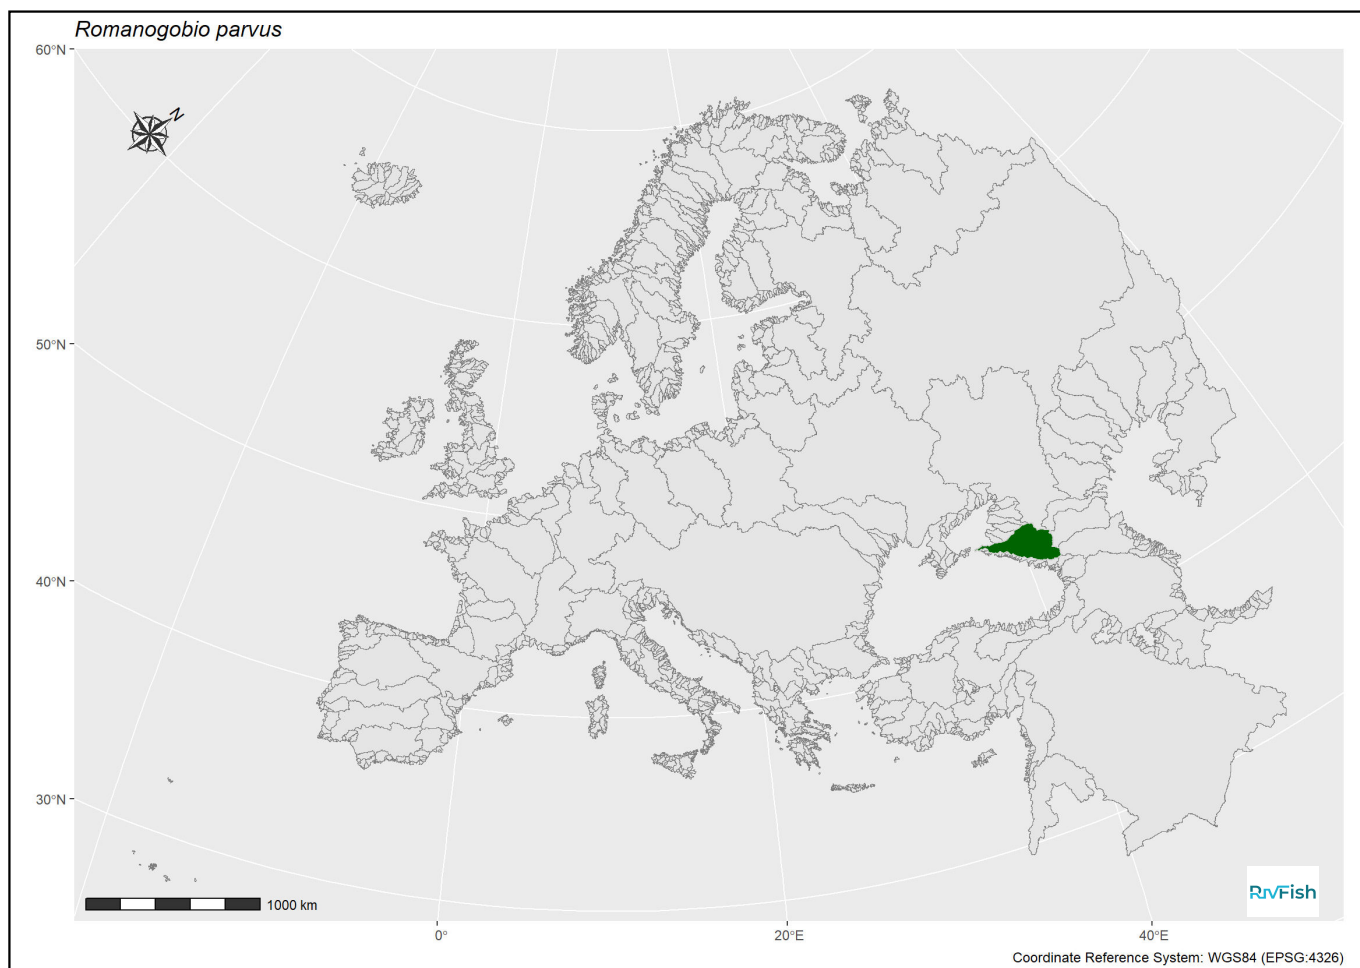 Romanogobio parvus
60°N
N
50°N
40°N
30°N
1000 km
RivFish
0°
20°E
40°E
Coordinate Reference System: WGS84 (EPSG:4326)